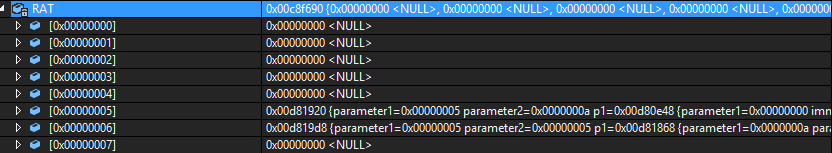 RAT 0x00c8f690 {0x00000000 <NULL>, 0x00000000 <NULL>, 0x00000000 <NULL>, 0x00000000 <NULL>, 0x00000
[0x00000000] 0x00000000 <NULL>
[0x00000001] 0x00000000 <NULL>
[0x00000002] 0x00000000 <NULL>
[0x00000003] 0x00000000 <NULL>
[0x00000004] 0x00000000 <NULL>
[0x00000005] 0x00d81920 {parameter1=0x00000005 parameter2=0x0000000a p1=0x00d80e48 {parameter1=0x00000000 imn
[0x00000006] 0x00d819d8 {parameter1=0x00000005 parameter2=0x00000005 p1=0x00d81868 {parameter1=0x0000000a para
[0x00000007] 0x00000000 <NULL>